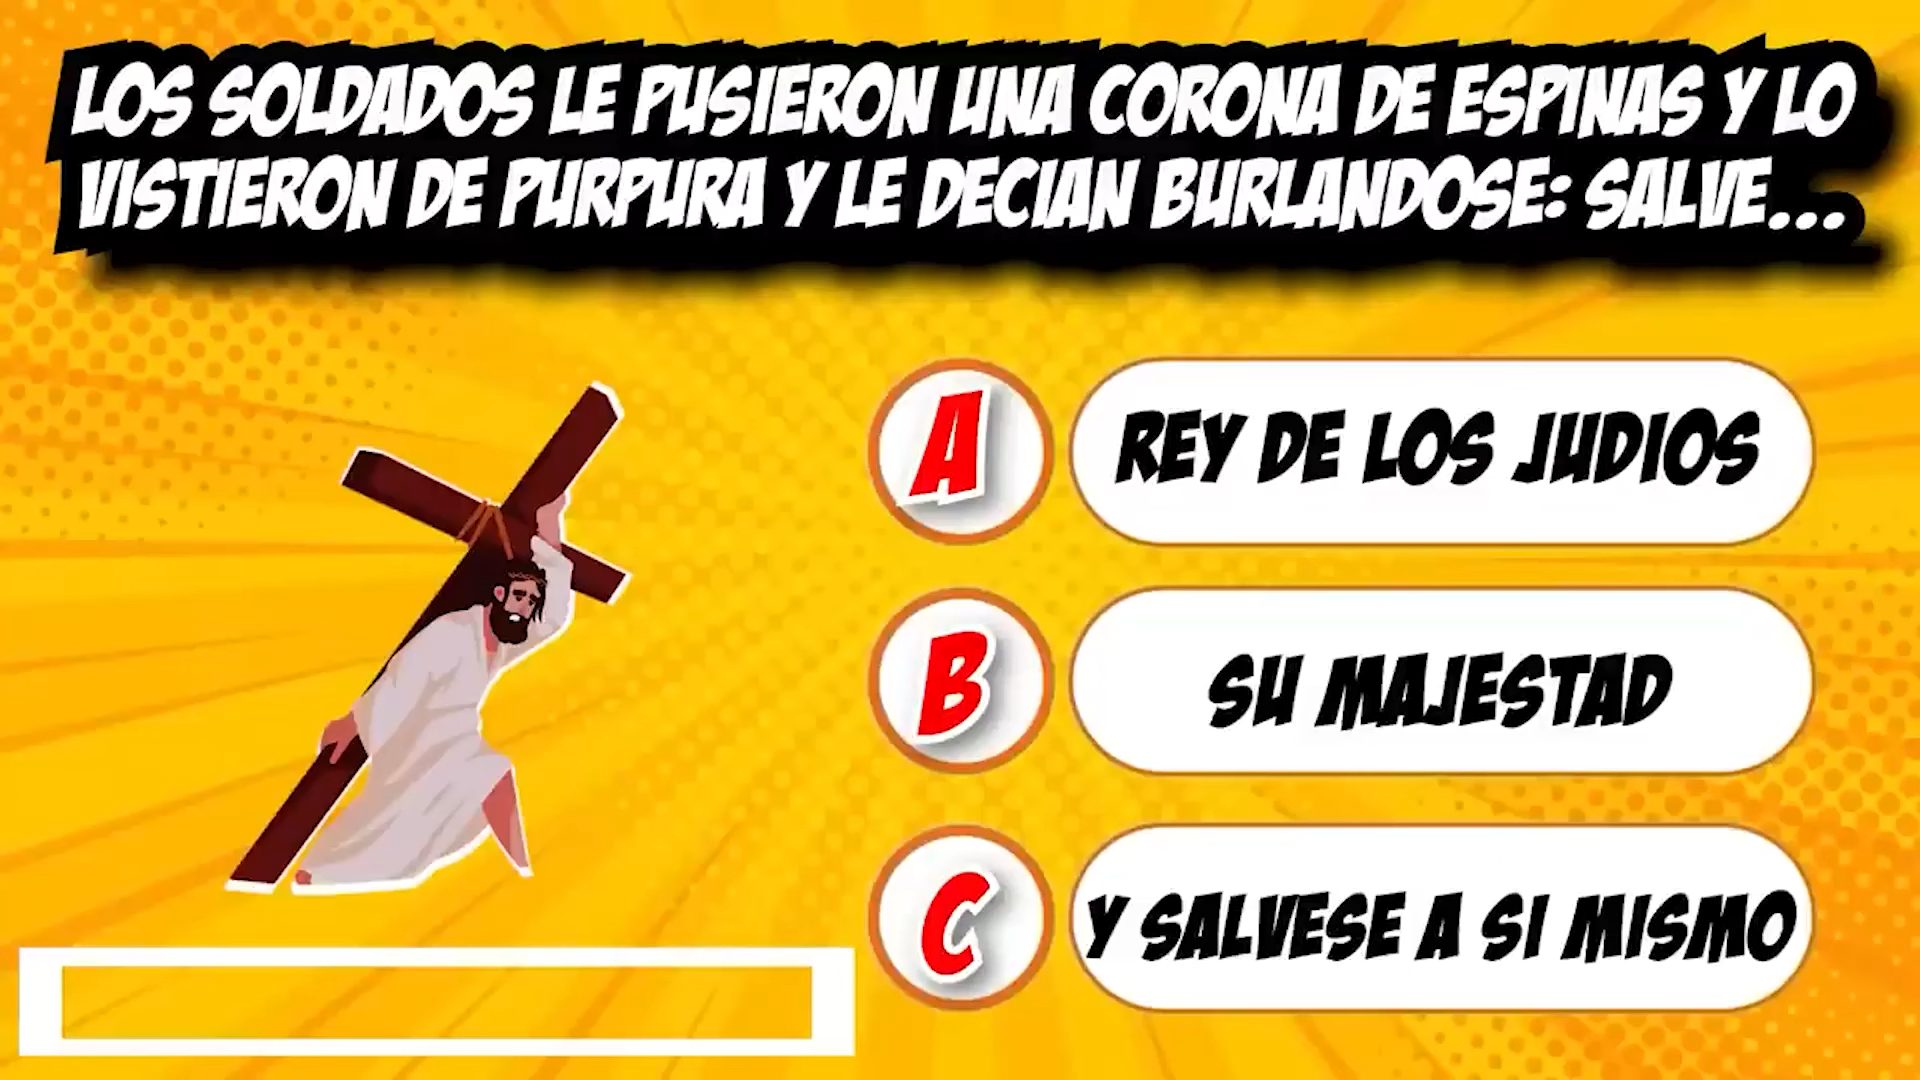 LOS SOLDADOS LE PUSIERON UNA CORONA DE ESPINAS Y LO
VISTIERON DE PURPURA Y LE DECIAN BURLANDOSE: SALVE...
A REY DE LOS JUDIOS
B SU MAJESTAD
C Y SALVESE A SI MISMO